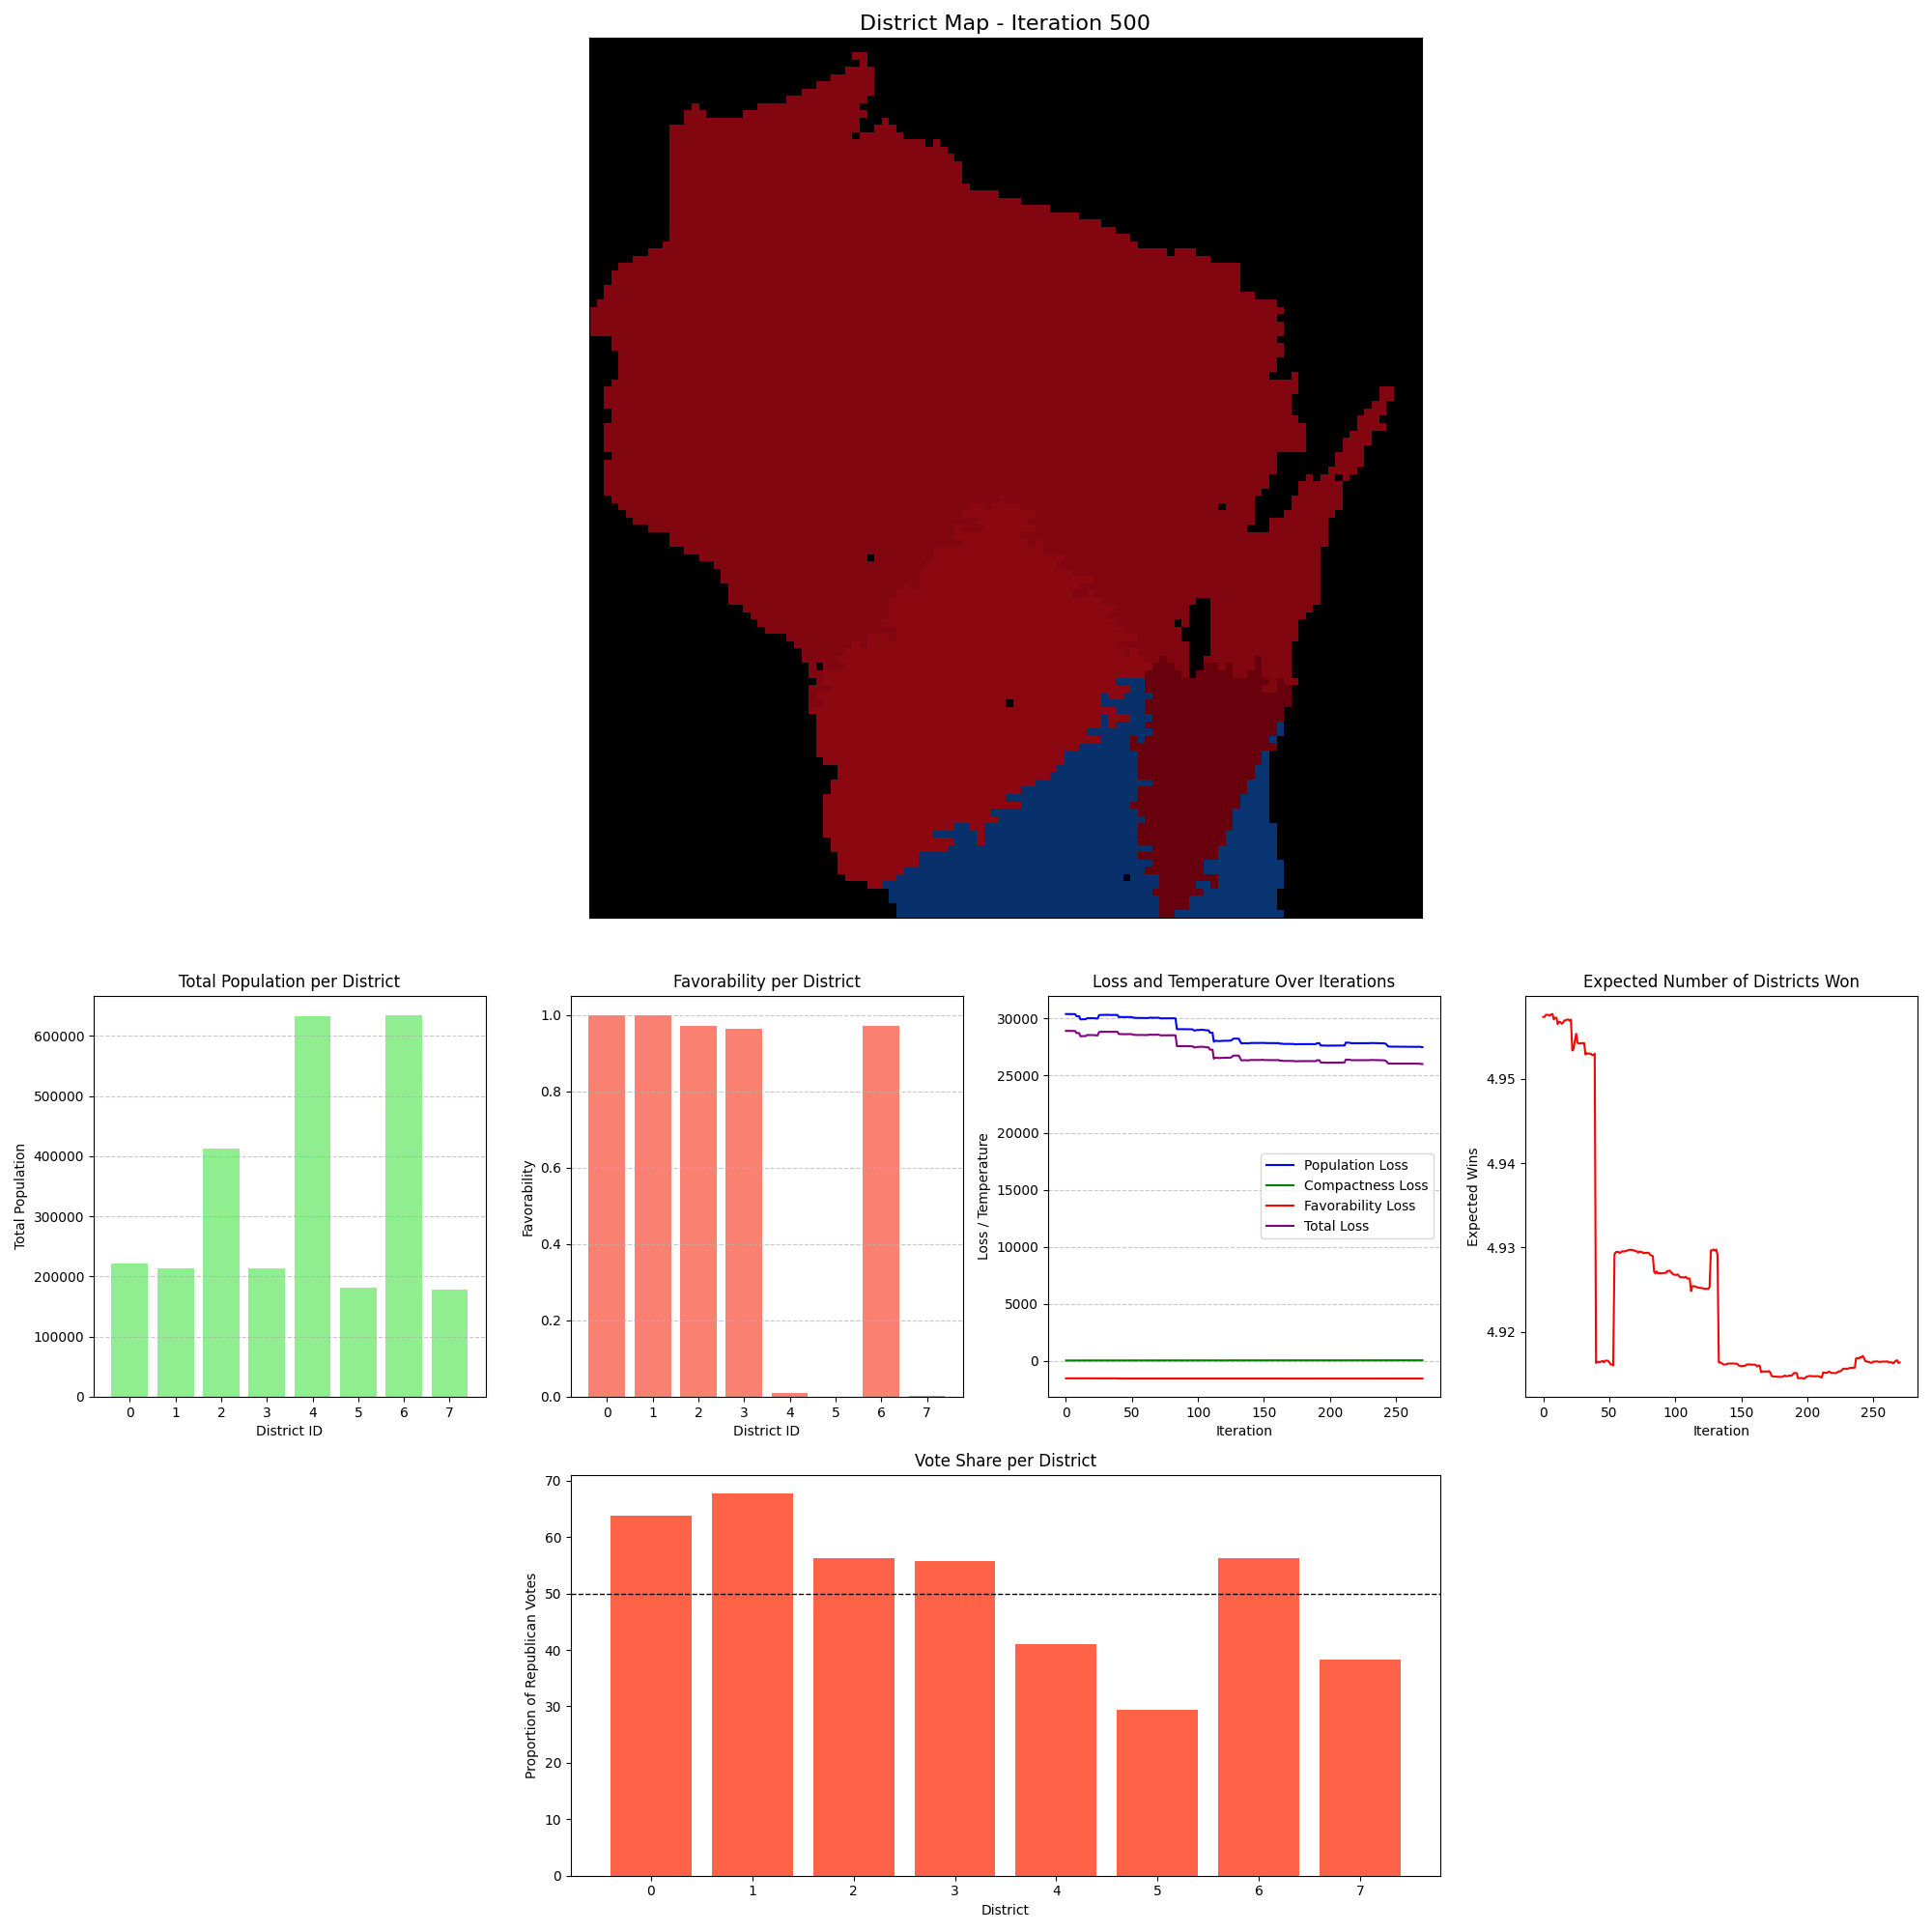 District Map - Iteration 500
Total Population per District
Total Population
600000
500000
400000
300000
200000
100000
0
0 1 2 3 4 5 6 7
District ID
Favorability per District
Favorability
1.0
0.8
0.6
0.4
0.2
0.0
0 1 2 3 4 5 6 7
District ID
Loss and Temperature Over Iterations
Loss / Temperature
30000
25000
20000
15000
10000
5000
0
Population Loss
Compactness Loss
Favorability Loss
Total Loss
0 50 100 150 200 250
Iteration
Expected Number of Districts Won
Expected Wins
4.95
4.94
4.93
4.92
0 50 100 150 200 250
Iteration
Vote Share per District
Proportion of Republican Votes
70
60
50
40
30
20
10
0
0 1 2 3 4 5 6 7
District